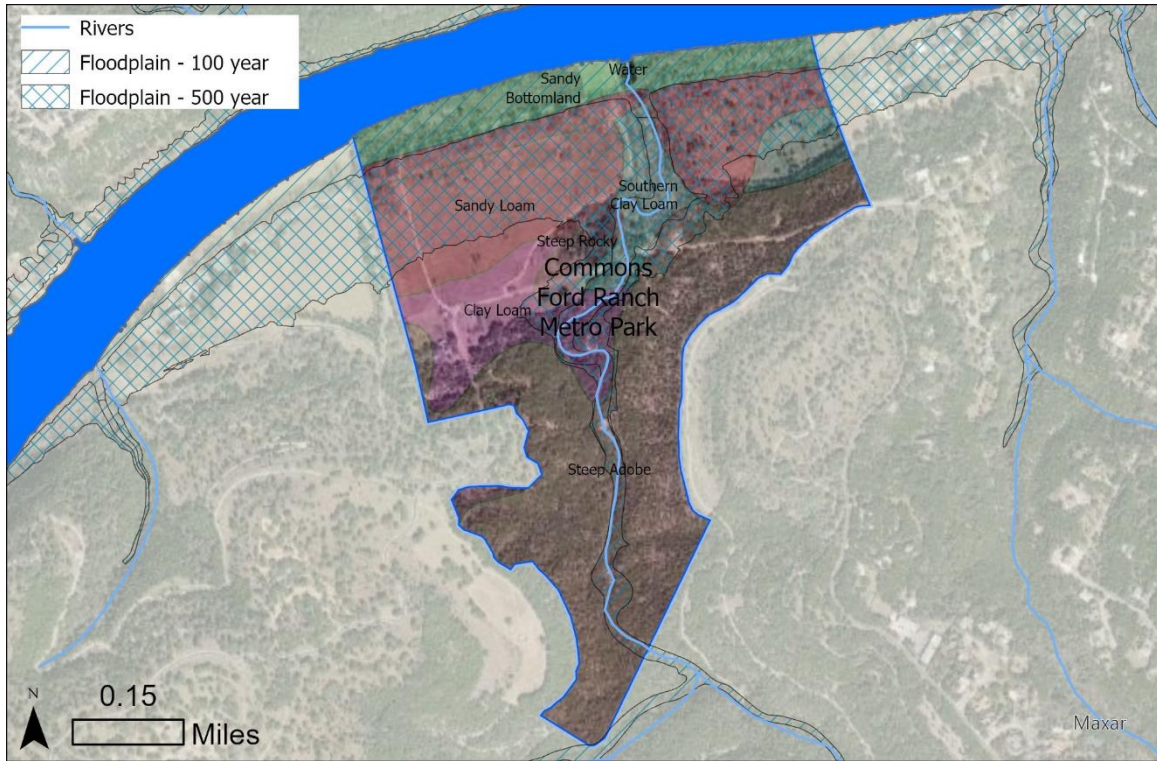 Rivers
Floodplain - 100 year
Floodplain - 500 year
Water
Sandy
Bottomland
Southern
Clay Loam
Sandy Loam
Steep Rocky
Commons
Ford Ranch
Metro Park
Clay Loam
Steep Adobe
N
0.15
Miles
Maxar